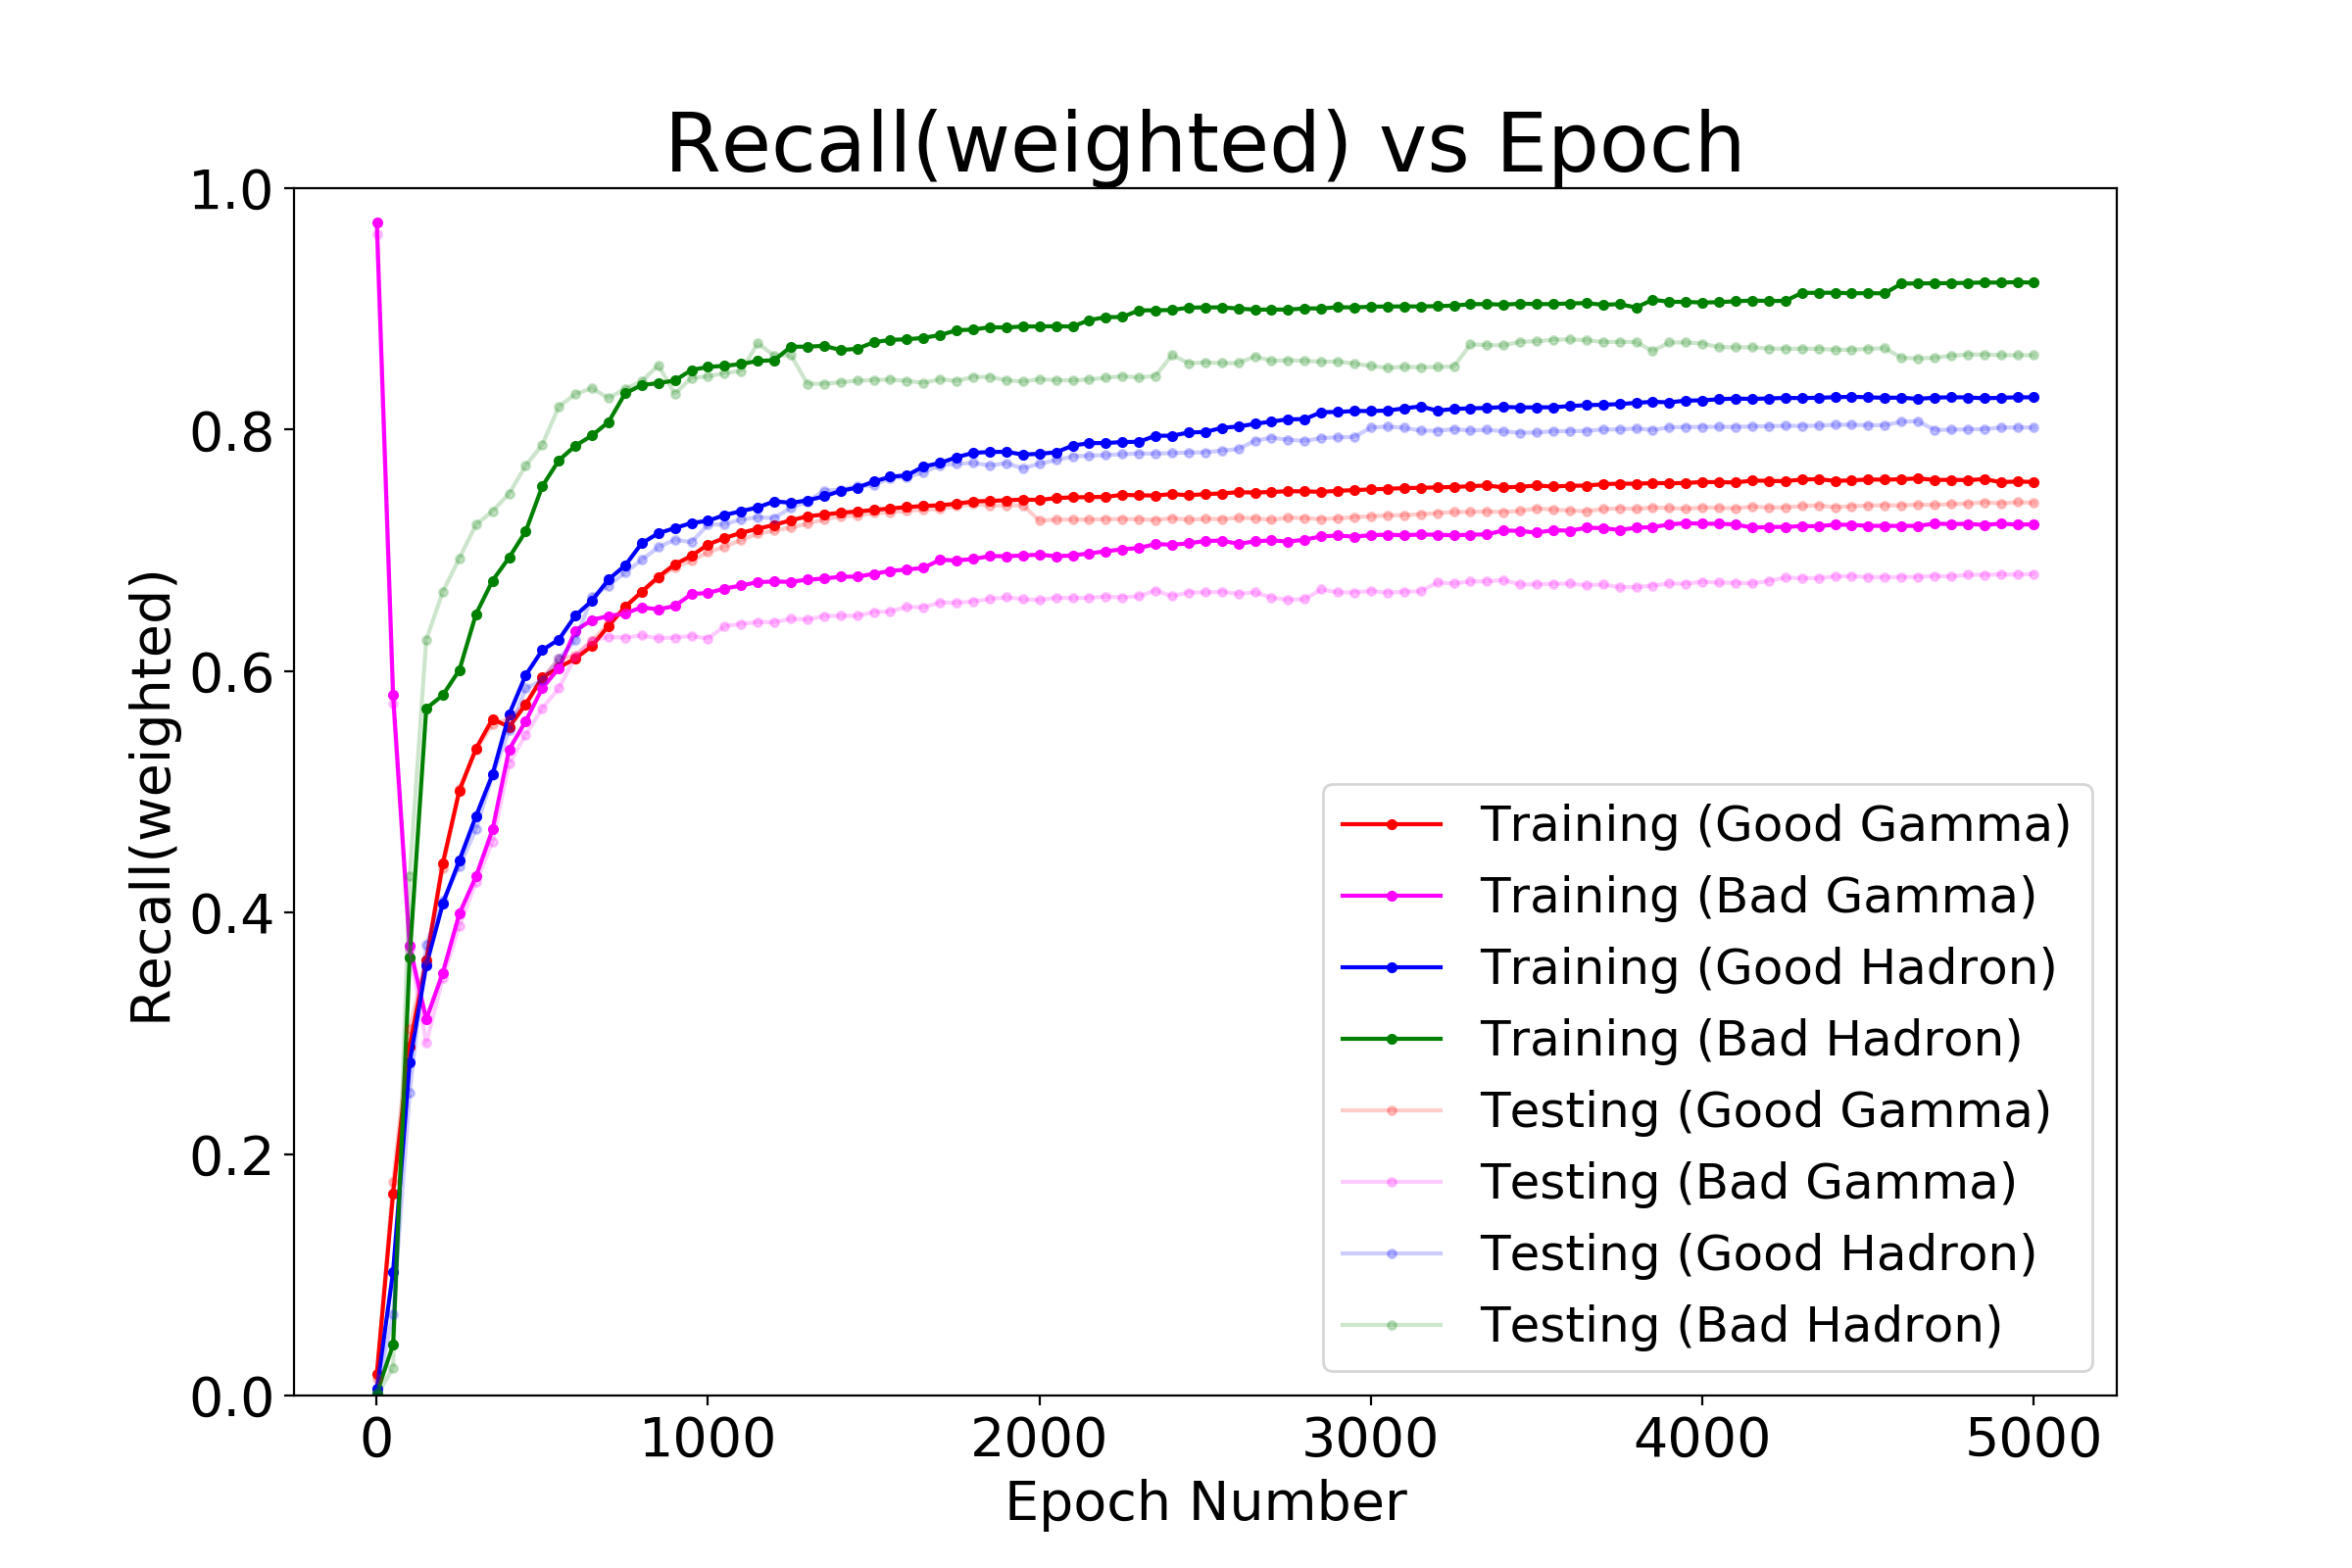 Recall(weighted) vs Epoch
1.0
0.8
0.6
0.4
0.2
0.0
Recall(weighted)
0 1000 2000 3000 4000 5000
Epoch Number
Training (Good Gamma)
Training (Bad Gamma)
Training (Good Hadron)
Training (Bad Hadron)
Testing (Good Gamma)
Testing (Bad Gamma)
Testing (Good Hadron)
Testing (Bad Hadron)